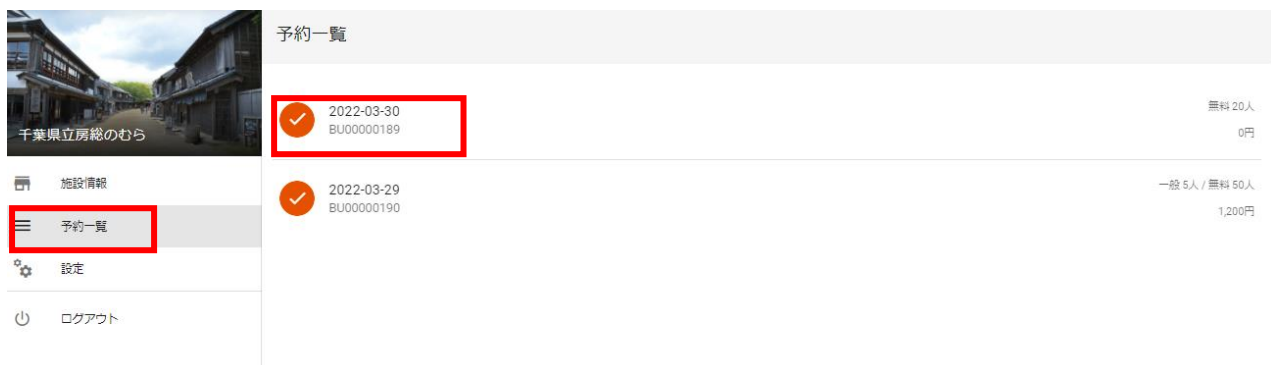 千葉県立房総のむら
施設情報
予約一覧
設定
ログアウト
予約一覧
2022-03-30
BU00000189
無料 20人
0円
2022-03-29
BU00000190
一般 5人 / 無料 50人
1,200円